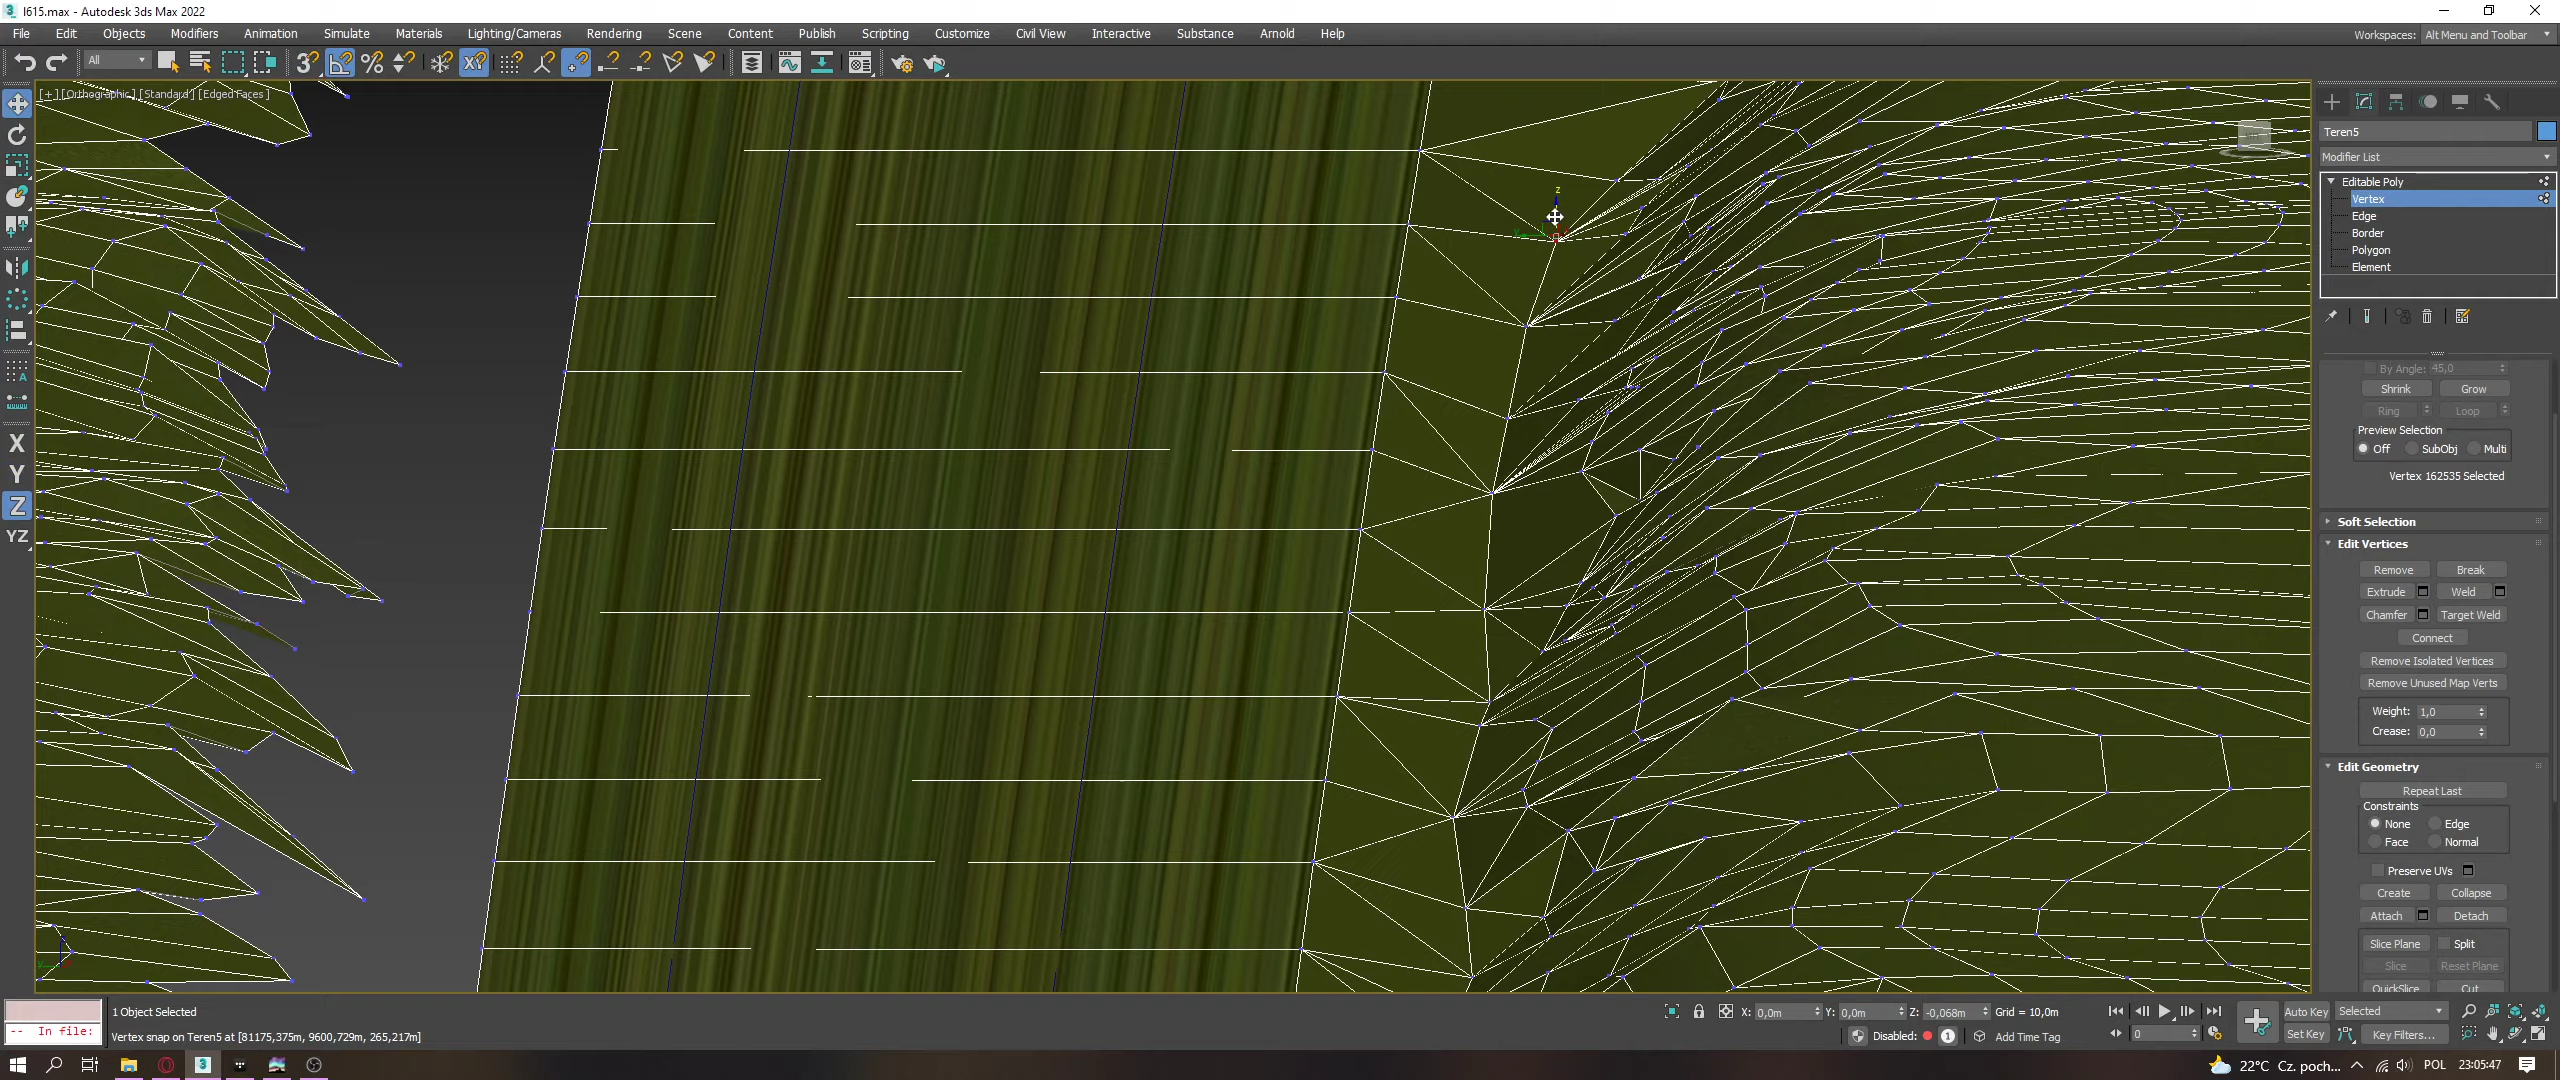 l615.max - Autodesk 3ds Max 2022
File Edit Objects Modifiers Animation Simulate Materials Lighting/Cameras Rendering Scene Content Publish Scripting Customize Civil View Interactive Substance Arnold Help
Workspaces: Alt Menu and Toolbar
All
XY
[+] [Orthographic] [Standard] [Edged Faces]
z
X
Y
Z
YZ
Teren5
Modifier List
Editable Poly
Vertex
Edge
Border
Polygon
Element
By Angle: 45,0
Shrink Grow
Ring Loop
Preview Selection
Off SubObj Multi
Vertex 162535 Selected
Soft Selection
Edit Vertices
Remove Break
Extrude Weld
Chamfer Target Weld
Connect
Remove Isolated Vertices
Remove Unused Map Verts
Weight: 1,0
Crease: 0,0
Edit Geometry
Repeat Last
Constraints
None Edge
Face Normal
Preserve UVs
Create Collapse
Attach Detach
Slice Plane Split
Slice Reset Plane
QuickSlice Cut
1 Object Selected
-- In file:
Vertex snap on Teren5 at [81175,375m, 9600,729m, 265,217m]
X: 0,0m Y: 0,0m Z: -0,068m Grid = 10,0m
Disabled: 1 Add Time Tag
0
Auto Key Selected
Set Key Key Filters...
22°C Cz. poch... POL 23:05:47